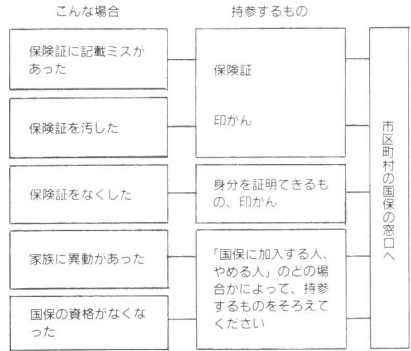 こんな場合
持参するもの
保険証に記載ミスが
あった
保険証を汚した
保険証
印かん
保険証をなくした
身分を証明できるも
の、印かん
家族に異動があった
国保の資格がなくな
った
「国保に加入する人、
やめる人」のどの場
合かによって、持参
するものをそろえて
ください
市区町村の国保の窓口へ